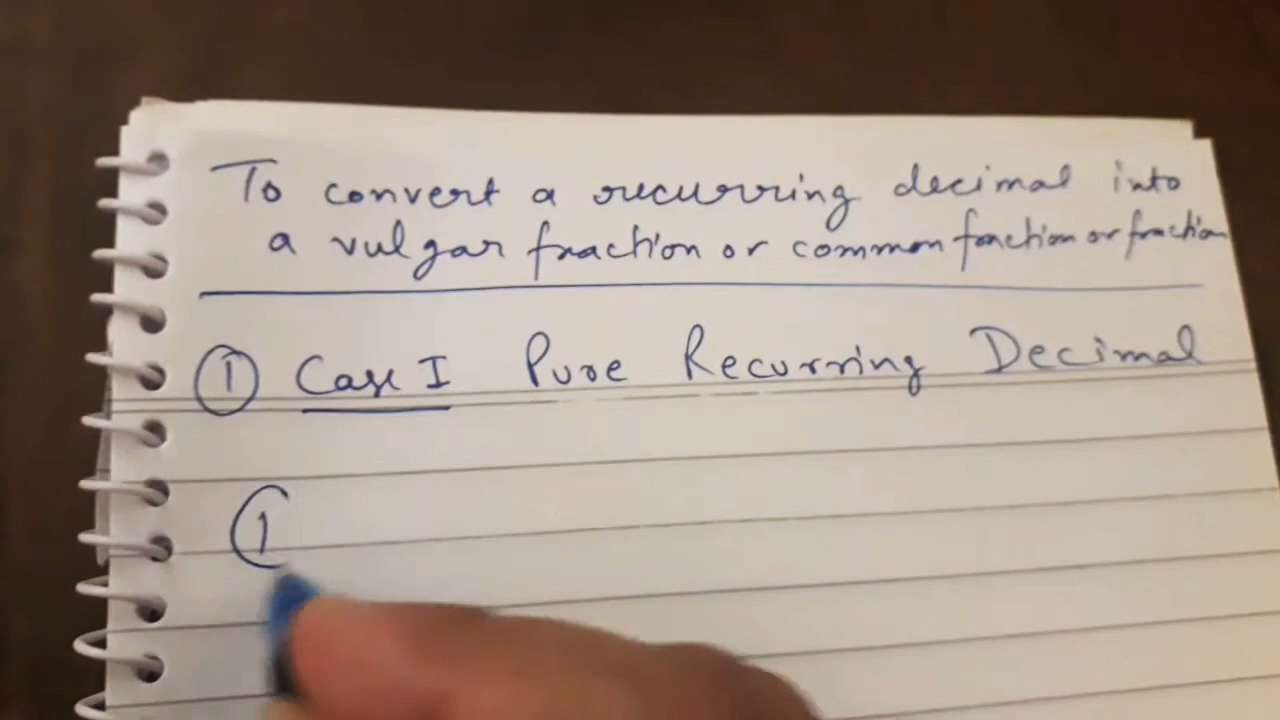 To convert a recurring decimal into
a vulgar fraction or common fraction or fraction
① Case I Pure Recurring Decimal
①